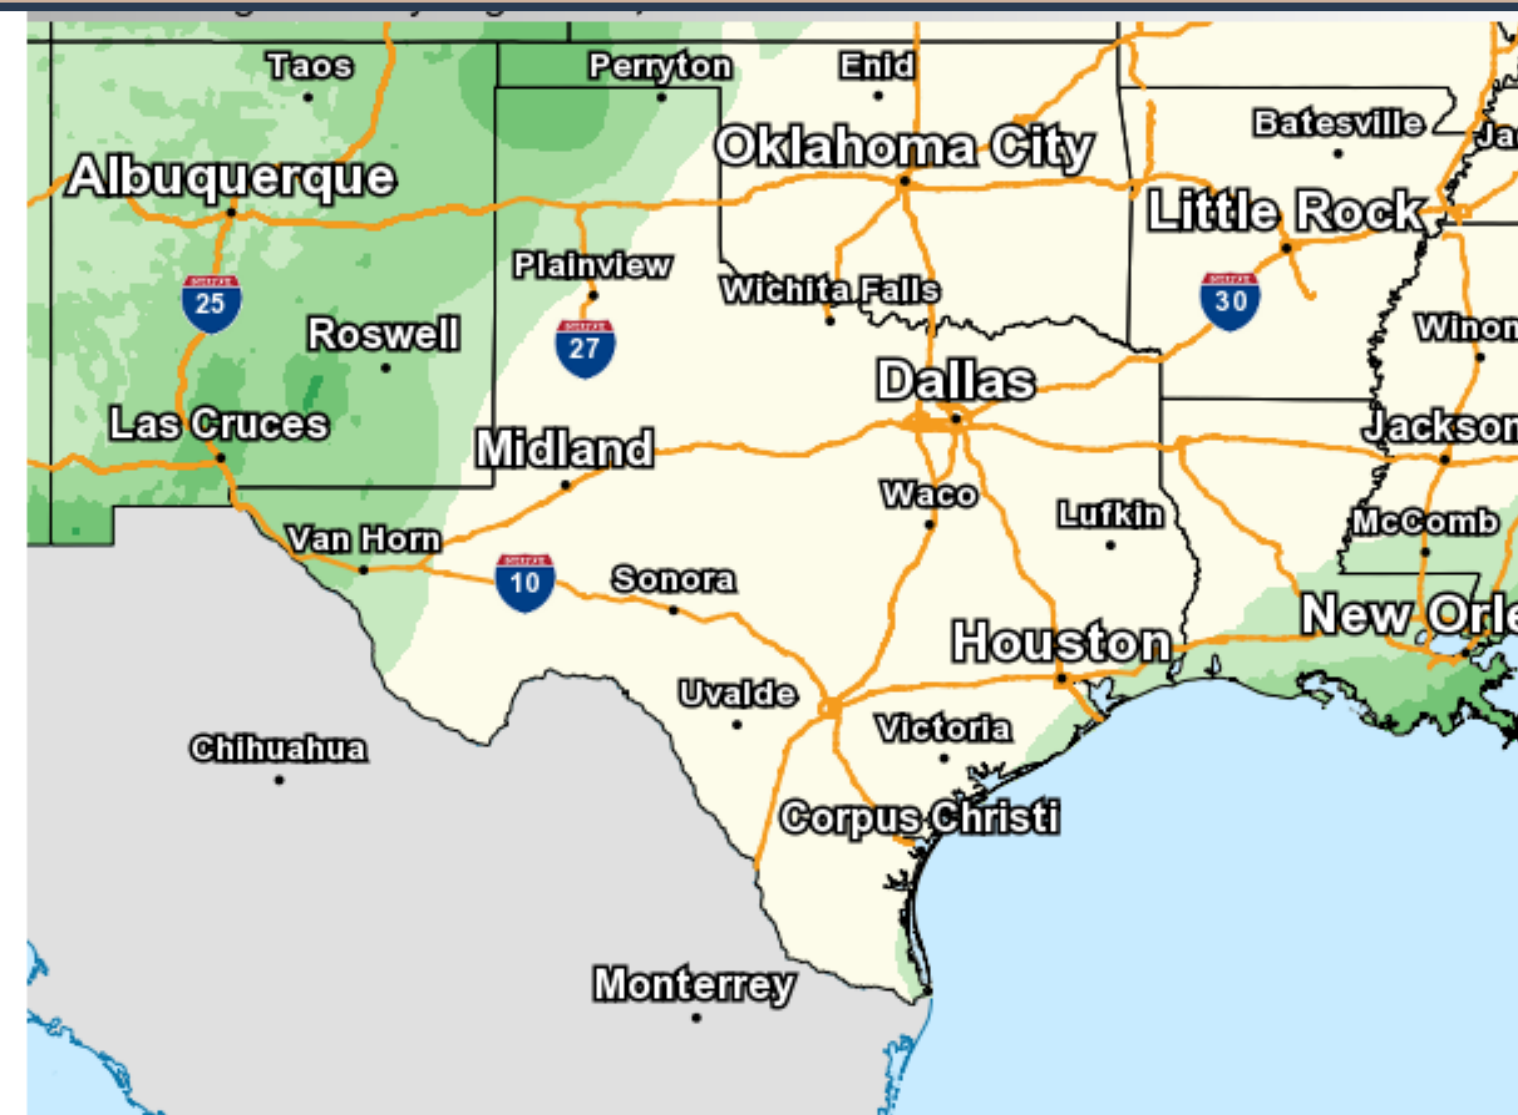 Taos
Perryton
Enid
Batesville
Oklahoma City
Albuquerque
Little Rock
Plainview
Wichita Falls
25
30
Roswell
27
Winon
Dallas
Las Cruces
Jackson
Midland
Waco
Lufkin
McComb
Van Horn
10
Sonora
New Orle
Houston
Uvalde
Victoria
Chihuahua
Corpus Christi
Monterrey